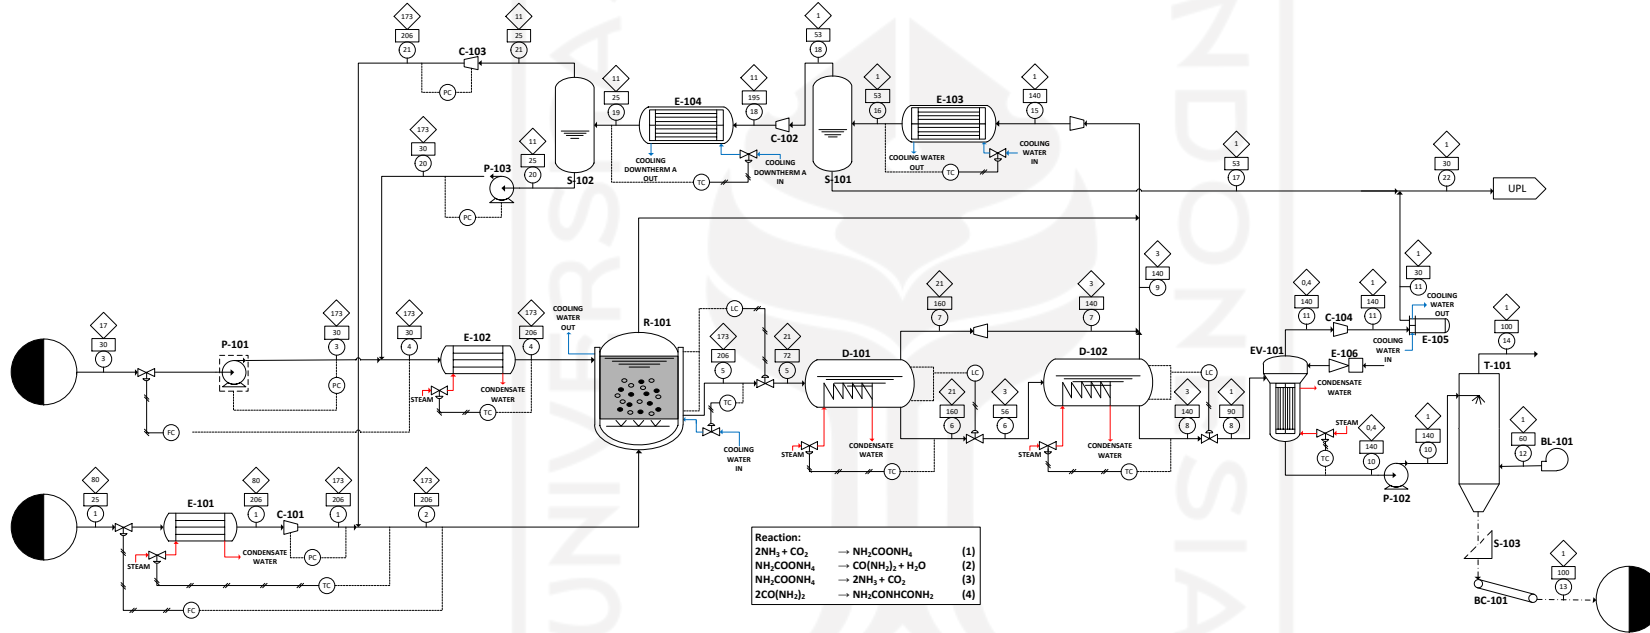 173
206
21
C-103
11
25
21
PC
11
25
19
E-104
11
195
18
C-102
1
53
18
1
53
16
E-103
1
140
15
COOLING DOWNTHERM A OUT
COOLING DOWNTHERM A IN
TC
COOLING WATER OUT
COOLING WATER IN
TC
S-102
S-101
173
30
20
P-103
11
25
20
PC
1
53
17
1
30
22
UPL
17
30
3
P-101
173
30
3
PC
FC
173
30
4
E-102
173
206
4
STEAM
CONDENSATE WATER
TC
COOLING WATER OUT
R-101
LC
173
206
5
21
72
5
TC
COOLING WATER IN
D-101
21
160
7
STEAM
CONDENSATE WATER
TC
LC
21
160
6
3
56
6
3
140
7
D-102
3
140
9
STEAM
CONDENSATE WATER
TC
LC
3
140
8
1
90
8
EV-101
0,4
140
11
C-104
1
140
11
1
30
11
COOLING WATER OUT
E-105
COOLING WATER IN
E-106
CONDENSATE WATER
STEAM
TC
0,4
140
10
P-102
1
140
10
1
100
14
T-101
1
60
12
BL-101
S-103
BC-101
1
100
13
80
25
1
E-101
80
206
1
C-101
173
206
1
173
206
2
STEAM
CONDENSATE WATER
PC
TC
FC
Reaction:
2NH₃ + CO₂ → NH₂COONH₄ (1)
NH₂COONH₄ → CO(NH₂)₂ + H₂O (2)
NH₂COONH₄ → 2NH₃ + CO₂ (3)
2CO(NH₂)₂ → NH₂CONHCONH₂ (4)